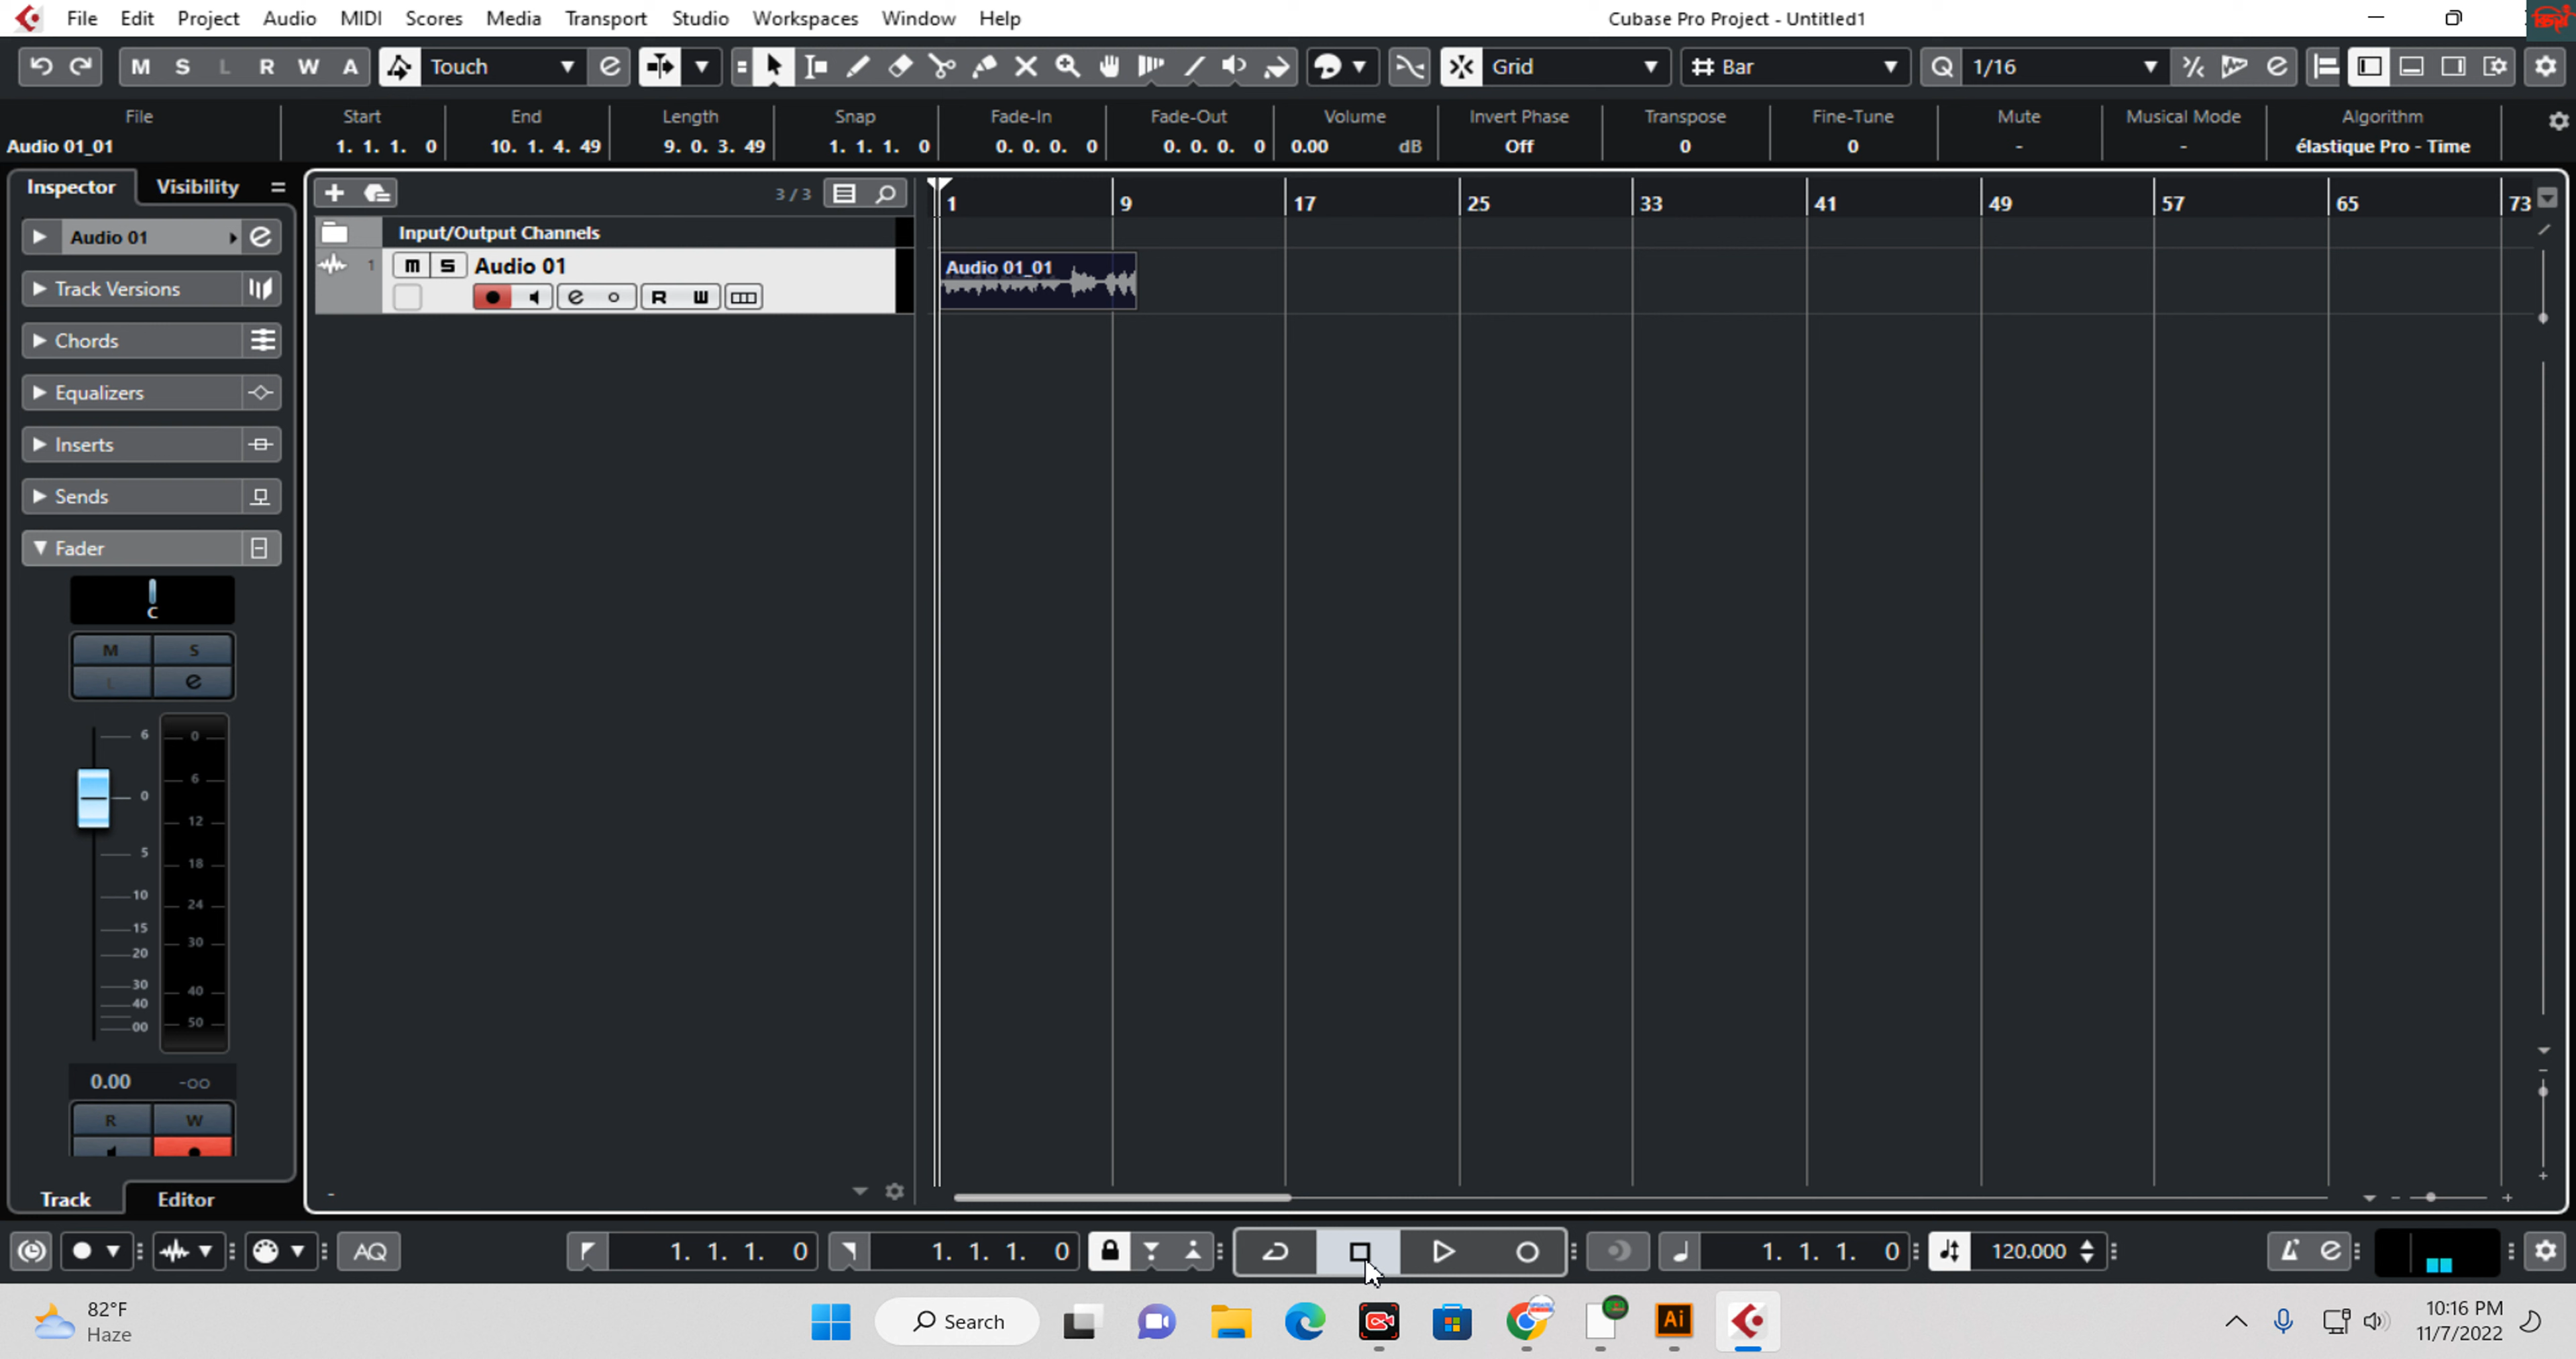 File Edit Project Audio MIDI Scores Media Transport Studio Workspaces Window Help Cubase Pro Project - Untitled1
M S L R W A Touch Grid Bar Q 1/16
File Start End Length Snap Fade-In Fade-Out Volume Invert Phase Transpose Fine-Tune Mute Musical Mode Algorithm
Audio 01_01 1. 1. 1. 0 10. 1. 4. 49 9. 0. 3. 49 1. 1. 1. 0 0. 0. 0. 0 0. 0. 0. 0 0.00 dB Off 0 0 - - élastique Pro - Time
Inspector Visibility 3 / 3 1 9 17 25 33 41 49 57 65 73
Audio 01 e Input/Output Channels
1 m S Audio 01 Audio 01_01
e R W
Track Versions
Chords
Equalizers
Inserts
Sends
Fader
C
M S
L e
6 0
6
0
12
5
18
10 24
15
20 30
30
40 40
00 50
0.00 -oo
R W
Track Editor
AQ 1. 1. 1. 0 1. 1. 1. 0 1. 1. 1. 0 120.000 e
82°F
Haze
Search
Ai
10:16 PM
11/7/2022